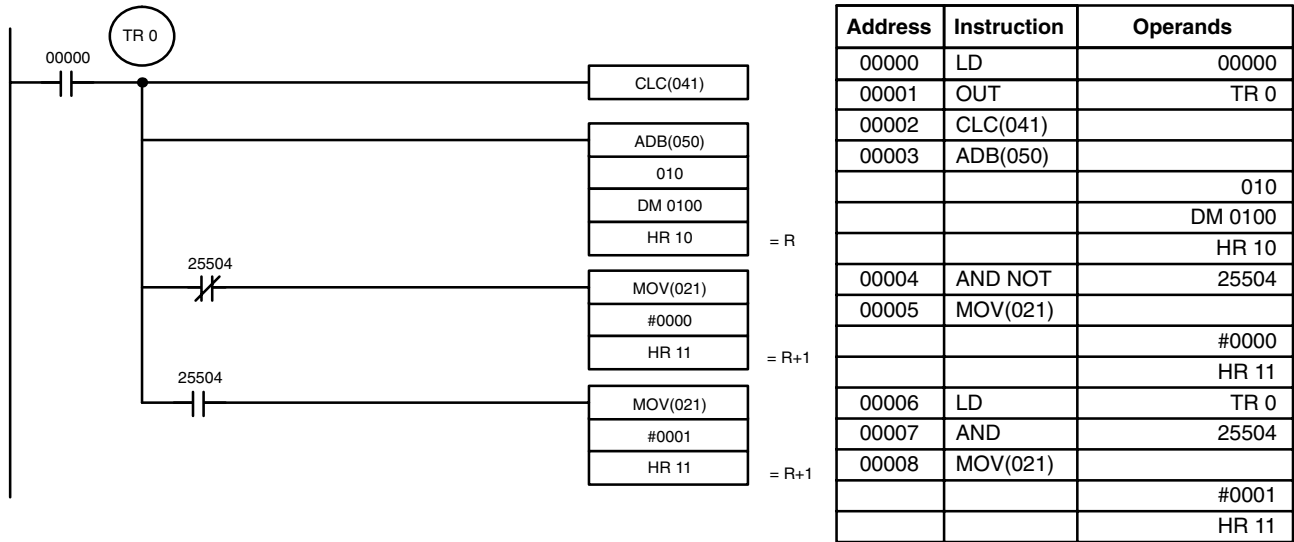 TR 0
00000
CLC(041)
ADB(050)
010
DM 0100
HR 10
= R
25504
MOV(021)
#0000
HR 11
= R+1
25504
MOV(021)
#0001
HR 11
= R+1
Address Instruction Operands
00000 LD 00000
00001 OUT TR 0
00002 CLC(041)
00003 ADB(050)
010
DM 0100
HR 10
00004 AND NOT 25504
00005 MOV(021)
#0000
HR 11
00006 LD TR 0
00007 AND 25504
00008 MOV(021)
#0001
HR 11